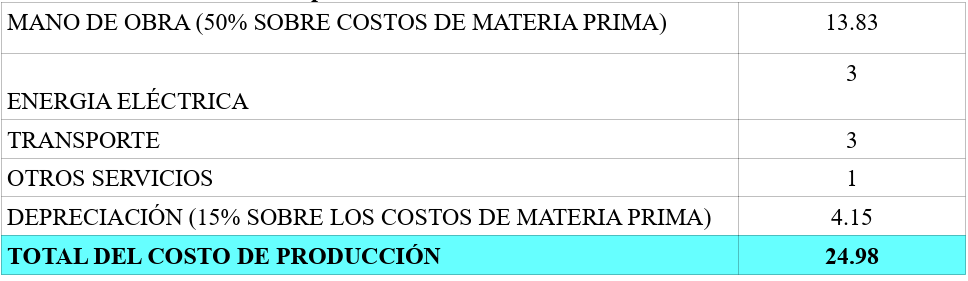 MANO DE OBRA (50% SOBRE COSTOS DE MATERIA PRIMA) 13.83
ENERGIA ELÉCTRICA 3
TRANSPORTE 3
OTROS SERVICIOS 1
DEPRECIACIÓN (15% SOBRE LOS COSTOS DE MATERIA PRIMA) 4.15
TOTAL DEL COSTO DE PRODUCCIÓN 24.98